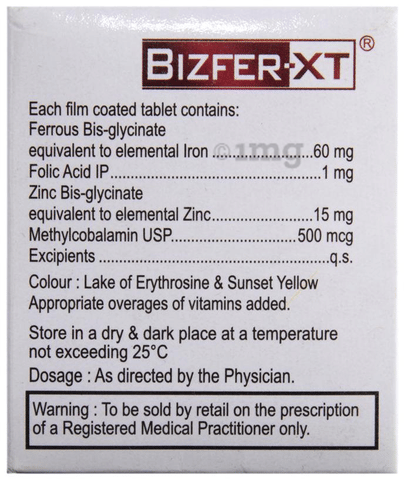 BIZFER-XT®
Each film coated tablet contains:
Ferrous Bis-glycinate
equivalent to elemental Iron ....................60 mg
Folic Acid IP..........................................1 mg
Zinc Bis-glycinate
equivalent to elemental Zinc....................15 mg
Methylcobalamin USP.........................500 mcg
Excipients ...............................................q.s.
Colour : Lake of Erythrosine & Sunset Yellow
Appropriate overages of vitamins added.
Store in a dry & dark place at a temperature
not exceeding 25°C
Dosage : As directed by the Physician.
Warning : To be sold by retail on the prescription
of a Registered Medical Practitioner only.
© 1mg